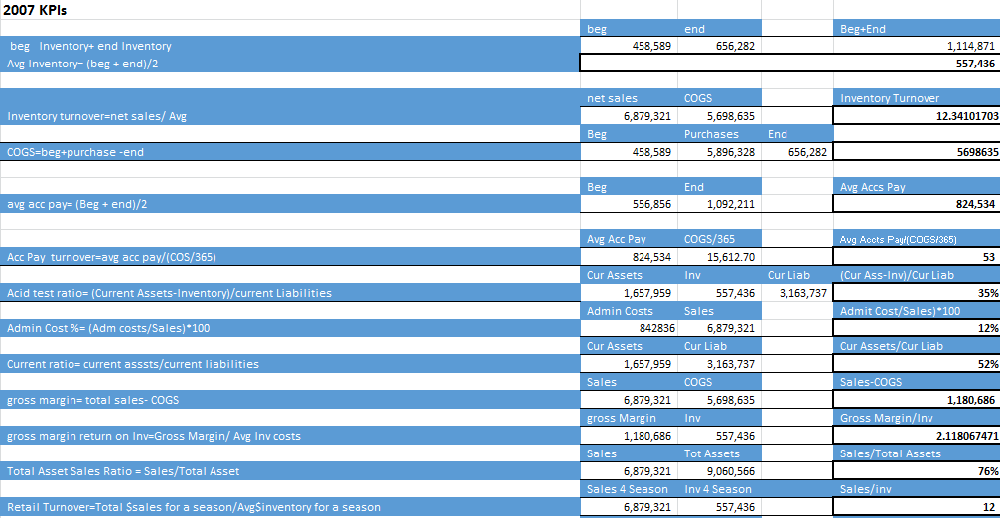 2007 KPIs
beg end Beg+End
beg Inventory+ end Inventory 458,589 656,282 1,114,871
Avg Inventory= (beg + end)/2 557,436
net sales COGS Inventory Turnover
Inventory turnover=net sales/ Avg 6,879,321 5,698,635 12.34101703
Beg Purchases End
COGS=beg+purchase -end 458,589 5,896,328 656,282 5698635
Beg End Avg Accs Pay
avg acc pay= (Beg + end)/2 556,856 1,092,211 824,534
Avg Acc Pay COGS/365 Avg Accts Pay/(COGS/365)
Acc Pay turnover=avg acc pay/(COS/365) 824,534 15,612.70 53
Cur Assets Inv Cur Liab (Cur Ass-Inv)/Cur Liab
Acid test ratio= (Current Assets-Inventory)/current Liabilities 1,657,959 557,436 3,163,737 35%
Admin Costs Sales Admit Cost/Sales)*100
Admin Cost %= (Adm costs/Sales)*100 842836 6,879,321 12%
Cur Assets Cur Liab Cur Assets/Cur Liab
Current ratio= current asssts/current liabilities 1,657,959 3,163,737 52%
Sales COGS Sales-COGS
gross margin= total sales- COGS 6,879,321 5,698,635 1,180,686
gross Margin Inv Gross Margin/Inv
gross margin return on Inv=Gross Margin/ Avg Inv costs 1,180,686 557,436 2.118067471
Sales Tot Assets Sales/Total Assets
Total Asset Sales Ratio = Sales/Total Asset 6,879,321 9,060,566 76%
Sales 4 Season Inv 4 Season Sales/inv
Retail Turnover=Total $sales for a season/Avg$inventory for a season 6,879,321 557,436 12